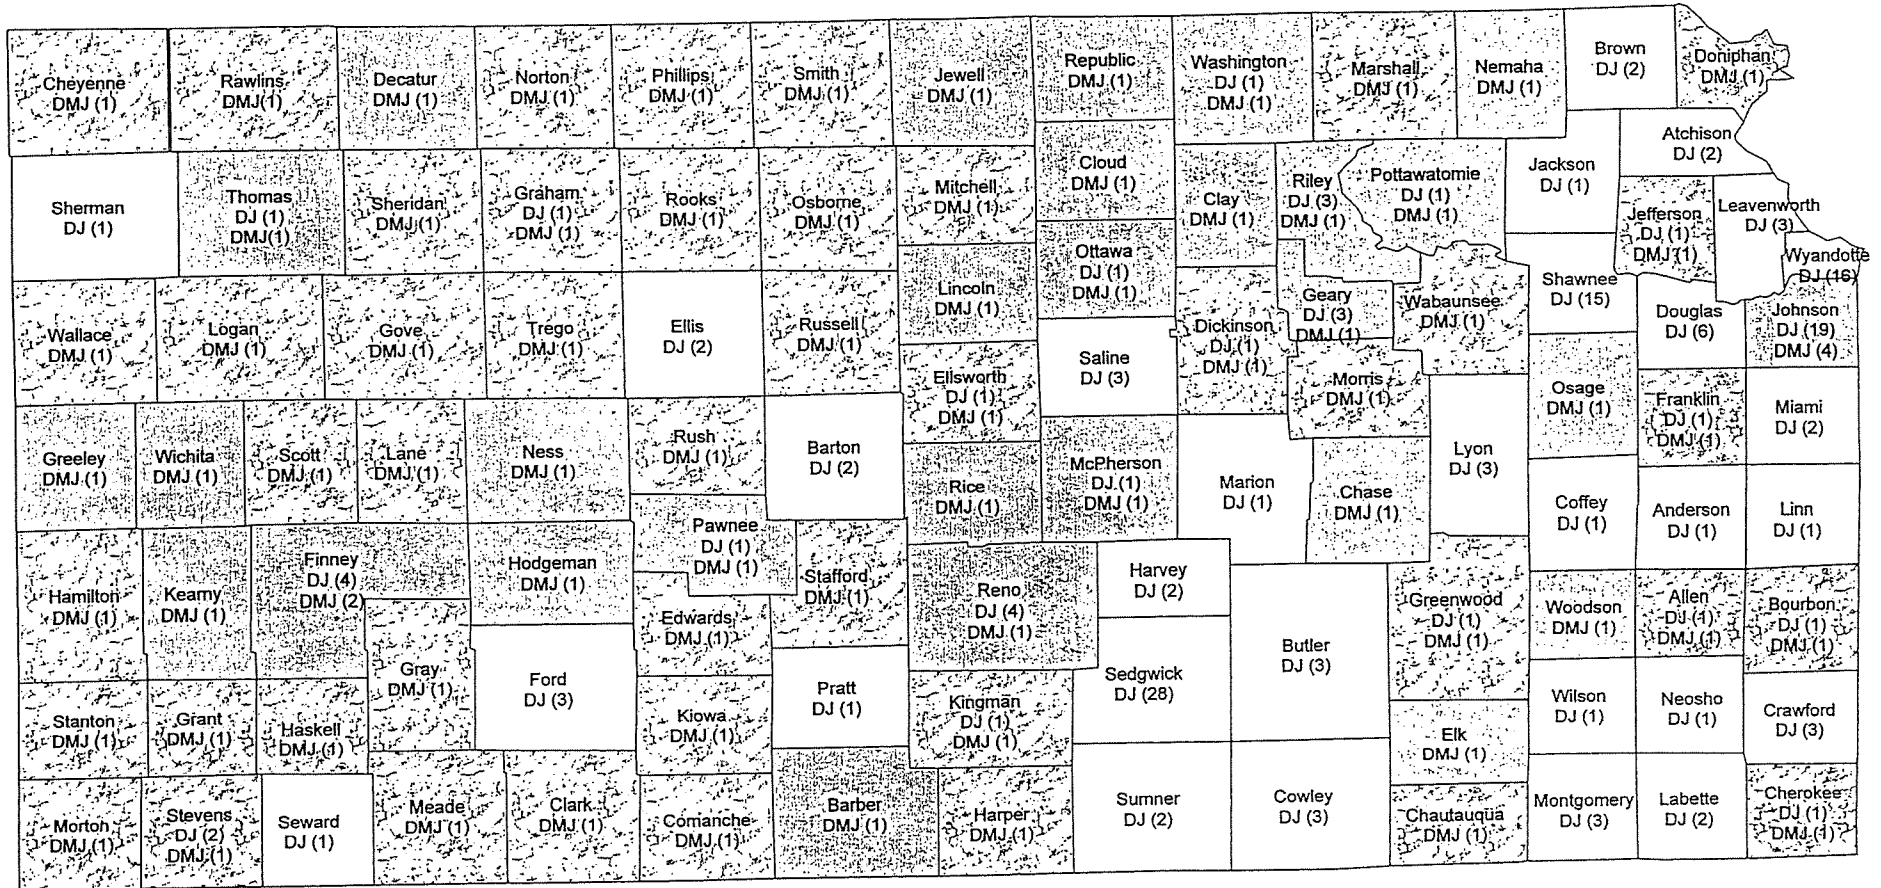 Cheyenne
DMJ (1)
Rawlins
DMJ(1)
Decatur
DMJ (1)
Norton
DMJ (1)
Phillips
DMJ (1)
Smith
DMJ (1)
Jewell
DMJ (1)
Republic
DMJ (1)
Washington
DJ (1)
DMJ (1)
Marshall
DMJ (1)
Nemaha
DMJ (1)
Brown
DJ (2)
Doniphan
DMJ (1)
Sherman
DJ (1)
Thomas
DJ (1)
DMJ(1)
Sheridan
DMJ(1)
Graham
DJ (1)
DMJ (1)
Rooks
DMJ (1)
Osborne
DMJ (1)
Mitchell
DMJ (1)
Cloud
DMJ (1)
Clay
DMJ (1)
Riley
DJ (3)
DMJ (1)
Pottawatomie
DJ (1)
DMJ (1)
Jackson
DJ (1)
Atchison
DJ (2)
Jefferson
DJ (1)
DMJ (1)
Leavenworth
DJ (3)
Wyandotte
DJ (16)
Wallace
DMJ (1)
Logan
DMJ (1)
Gove
DMJ (1)
Trego
DMJ (1)
Ellis
DJ (2)
Russell
DMJ (1)
Lincoln
DMJ (1)
Ottawa
DJ (1)
DMJ (1)
Saline
DJ (3)
Dickinson
DJ (1)
DMJ (1)
Geary
DJ (3)
DMJ (1)
Wabaunsee
DMJ (1)
Shawnee
DJ (15)
Douglas
DJ (6)
Johnson
DJ (19)
DMJ (4)
Ellsworth
DJ (1)
DMJ (1)
Morris
DMJ (1)
Osage
DMJ (1)
Franklin
DJ (1)
DMJ (1)
Miami
DJ (2)
Greeley
DMJ (1)
Wichita
DMJ (1)
Scott
DMJ (1)
Lane
DMJ (1)
Ness
DMJ (1)
Rush
DMJ (1)
Barton
DJ (2)
Rice
DMJ (1)
McPherson
DJ (1)
DMJ (1)
Marion
DJ (1)
Chase
DMJ (1)
Lyon
DJ (3)
Coffey
DJ (1)
Anderson
DJ (1)
Linn
DJ (1)
Hamilton
DMJ (1)
Kearny
DMJ (1)
Finney
DJ (4)
DMJ (2)
Hodgeman
DMJ (1)
Pawnee
DJ (1)
DMJ (1)
Stafford
DMJ (1)
Edwards
DMJ (1)
Reno
DJ (4)
DMJ (1)
Harvey
DJ (2)
Sedgwick
DJ (28)
Butler
DJ (3)
Greenwood
DJ (1)
DMJ (1)
Woodson
DMJ (1)
Allen
DJ (1)
DMJ (1)
Bourbon
DJ (1)
DMJ (1)
Stanton
DMJ (1)
Grant
DMJ (1)
Haskell
DMJ (1)
Gray
DMJ (1)
Ford
DJ (3)
Kiowa
DMJ (1)
Pratt
DJ (1)
Kingman
DJ (1)
DMJ (1)
Elk
DMJ (1)
Wilson
DJ (1)
Neosho
DJ (1)
Crawford
DJ (3)
Morton
DMJ (1)
Stevens
DJ (2)
DMJ (1)
Seward
DJ (1)
Meade
DMJ (1)
Clark
DMJ (1)
Comanche
DMJ (1)
Barber
DMJ (1)
Harper
DMJ (1)
Sumner
DJ (2)
Cowley
DJ (3)
Chautauqua
DMJ (1)
Montgomery
DJ (3)
Labette
DJ (2)
Cherokee
DJ (1)
DMJ (1)